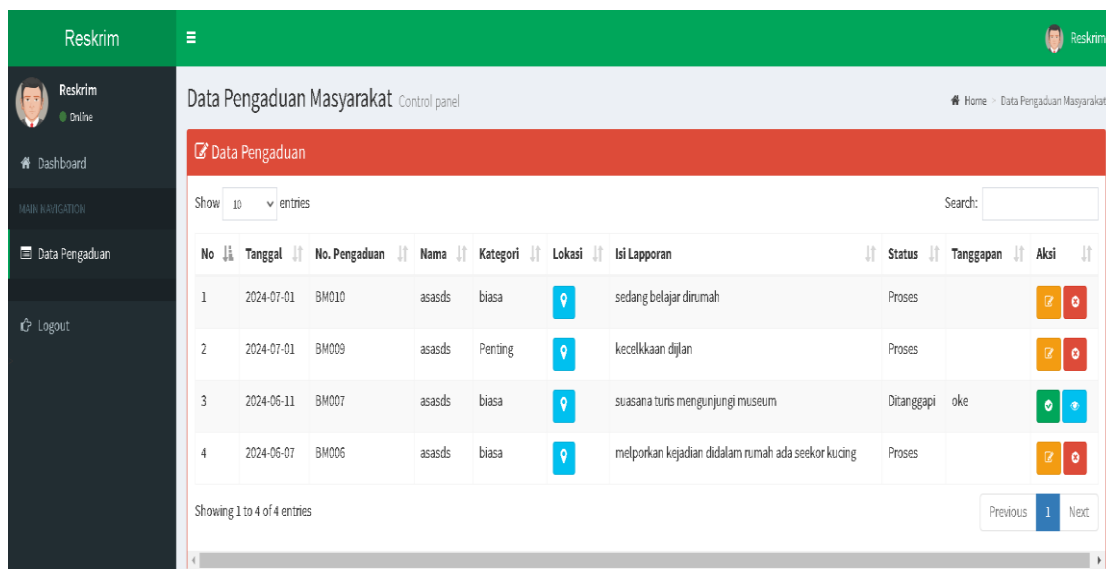 Reskrim
Reskrim
Reskrim
Online
Dashboard
MAIN NAVIGATION
Data Pengaduan
Logout
Data Pengaduan Masyarakat Control panel
Home > Data Pengaduan Masyarakat
Data Pengaduan
Show 10 entries
Search:
No Tanggal No. Pengaduan Nama Kategori Lokasi Isi Lapporan Status Tanggapan Aksi
1 2024-07-01 BM010 asasds biasa sedang belajar dirumah Proses
2 2024-07-01 BM009 asasds Penting kecelkkaan dijlan Proses
3 2024-06-11 BM007 asasds biasa suasana turis mengunjungi museum Ditanggapi oke
4 2024-06-07 BM006 asasds biasa melporkan kejadian didalam rumah ada seekor kucing Proses
Showing 1 to 4 of 4 entries
Previous 1 Next